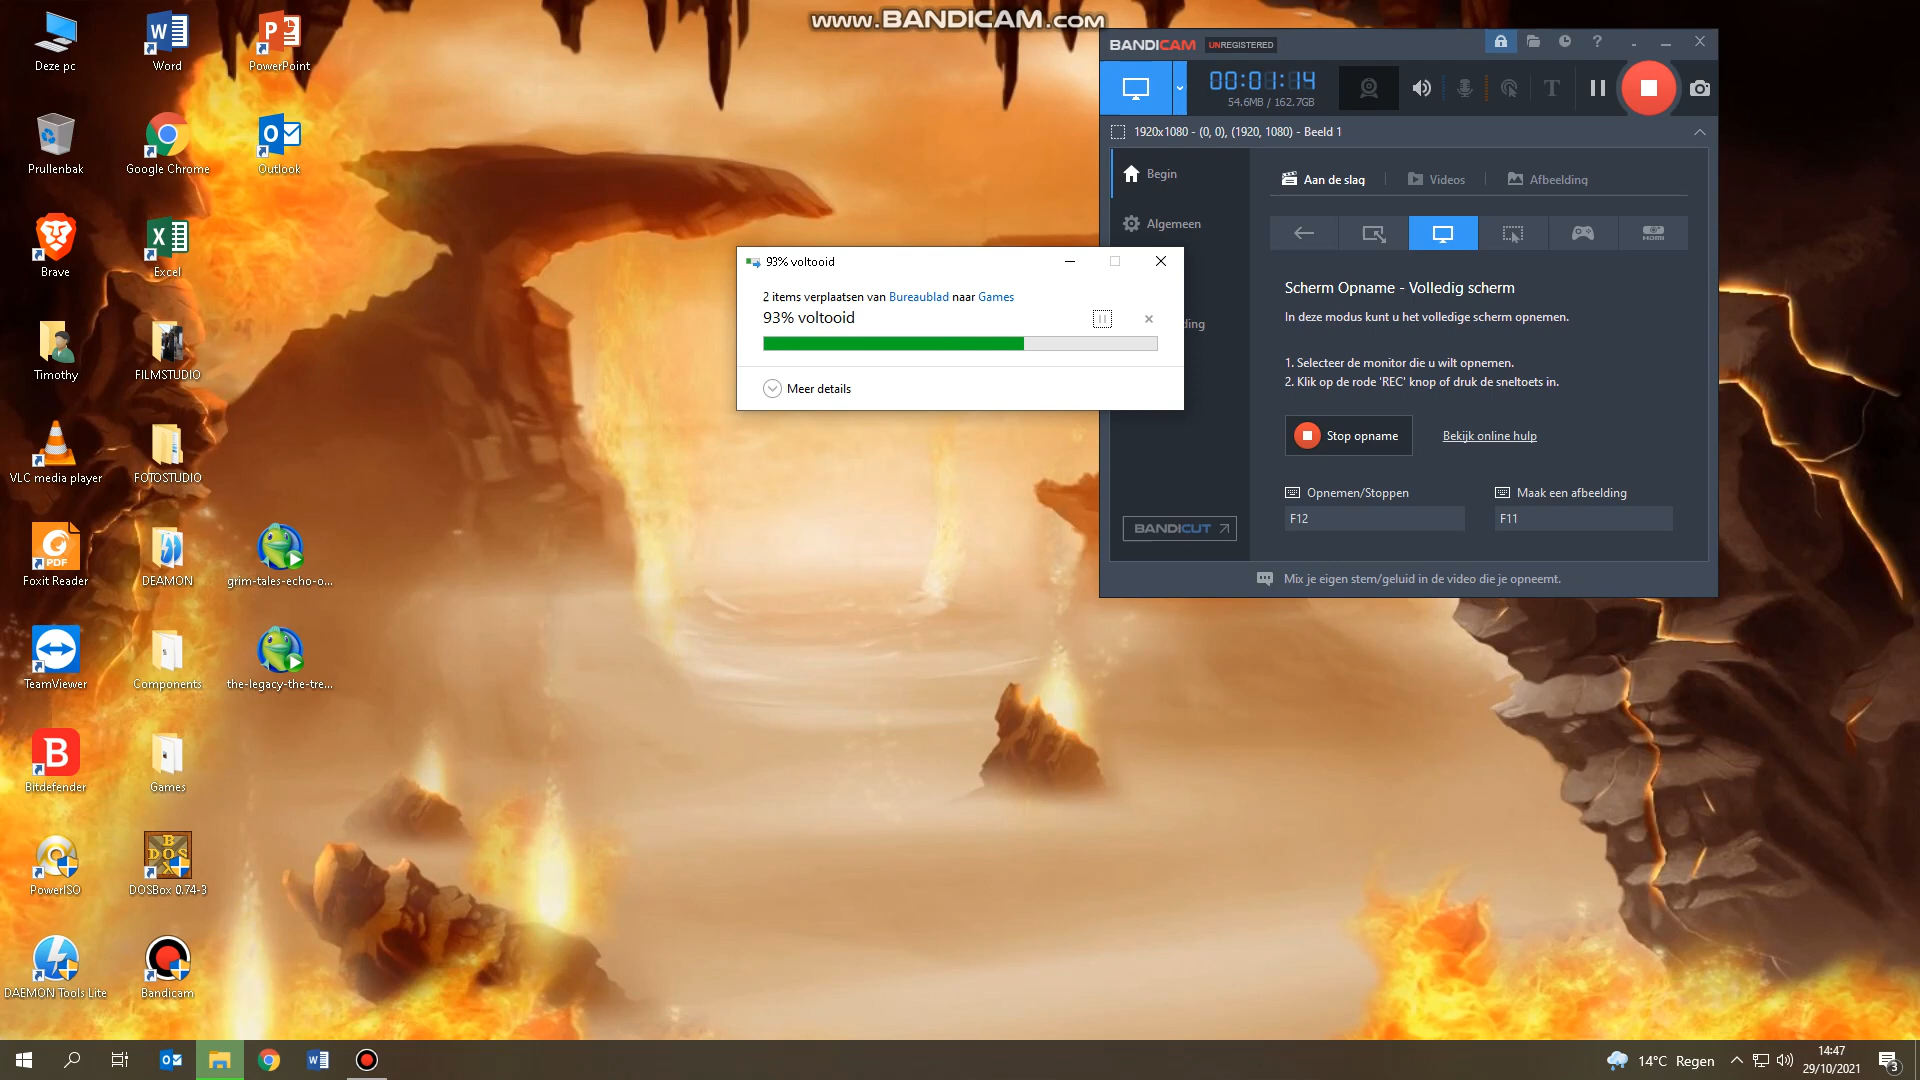 www.BANDICAM.com
Deze pc
Word
PowerPoint
Prullenbak
Google Chrome
Outlook
Brave
Excel
Timothy
FILMSTUDIO
VLC media player
FOTOSTUDIO
Foxit Reader
DEAMON
grim-tales-echo-o...
TeamViewer
Components
the-legacy-the-tre...
Bitdefender
Games
PowerISO
DOSBox 0.74-3
DAEMON Tools Lite
Bandicam
BANDICAM UNREGISTERED
00:01:14
54.6MB / 162.7GB
1920x1080 - (0, 0), (1920, 1080) - Beeld 1
Begin
Algemeen
ding
BANDICUT
Aan de slag
Videos
Afbeelding
HDMI
Scherm Opname - Volledig scherm
In deze modus kunt u het volledige scherm opnemen.
1. Selecteer de monitor die u wilt opnemen.
2. Klik op de rode 'REC' knop of druk de sneltoets in.
Stop opname
Bekijk online hulp
Opnemen/Stoppen
Maak een afbeelding
F12
F11
Mix je eigen stem/geluid in de video die je opneemt.
93% voltooid
2 items verplaatsen van Bureaublad naar Games
93% voltooid
Meer details
14°C Regen
14:47
29/10/2021
3